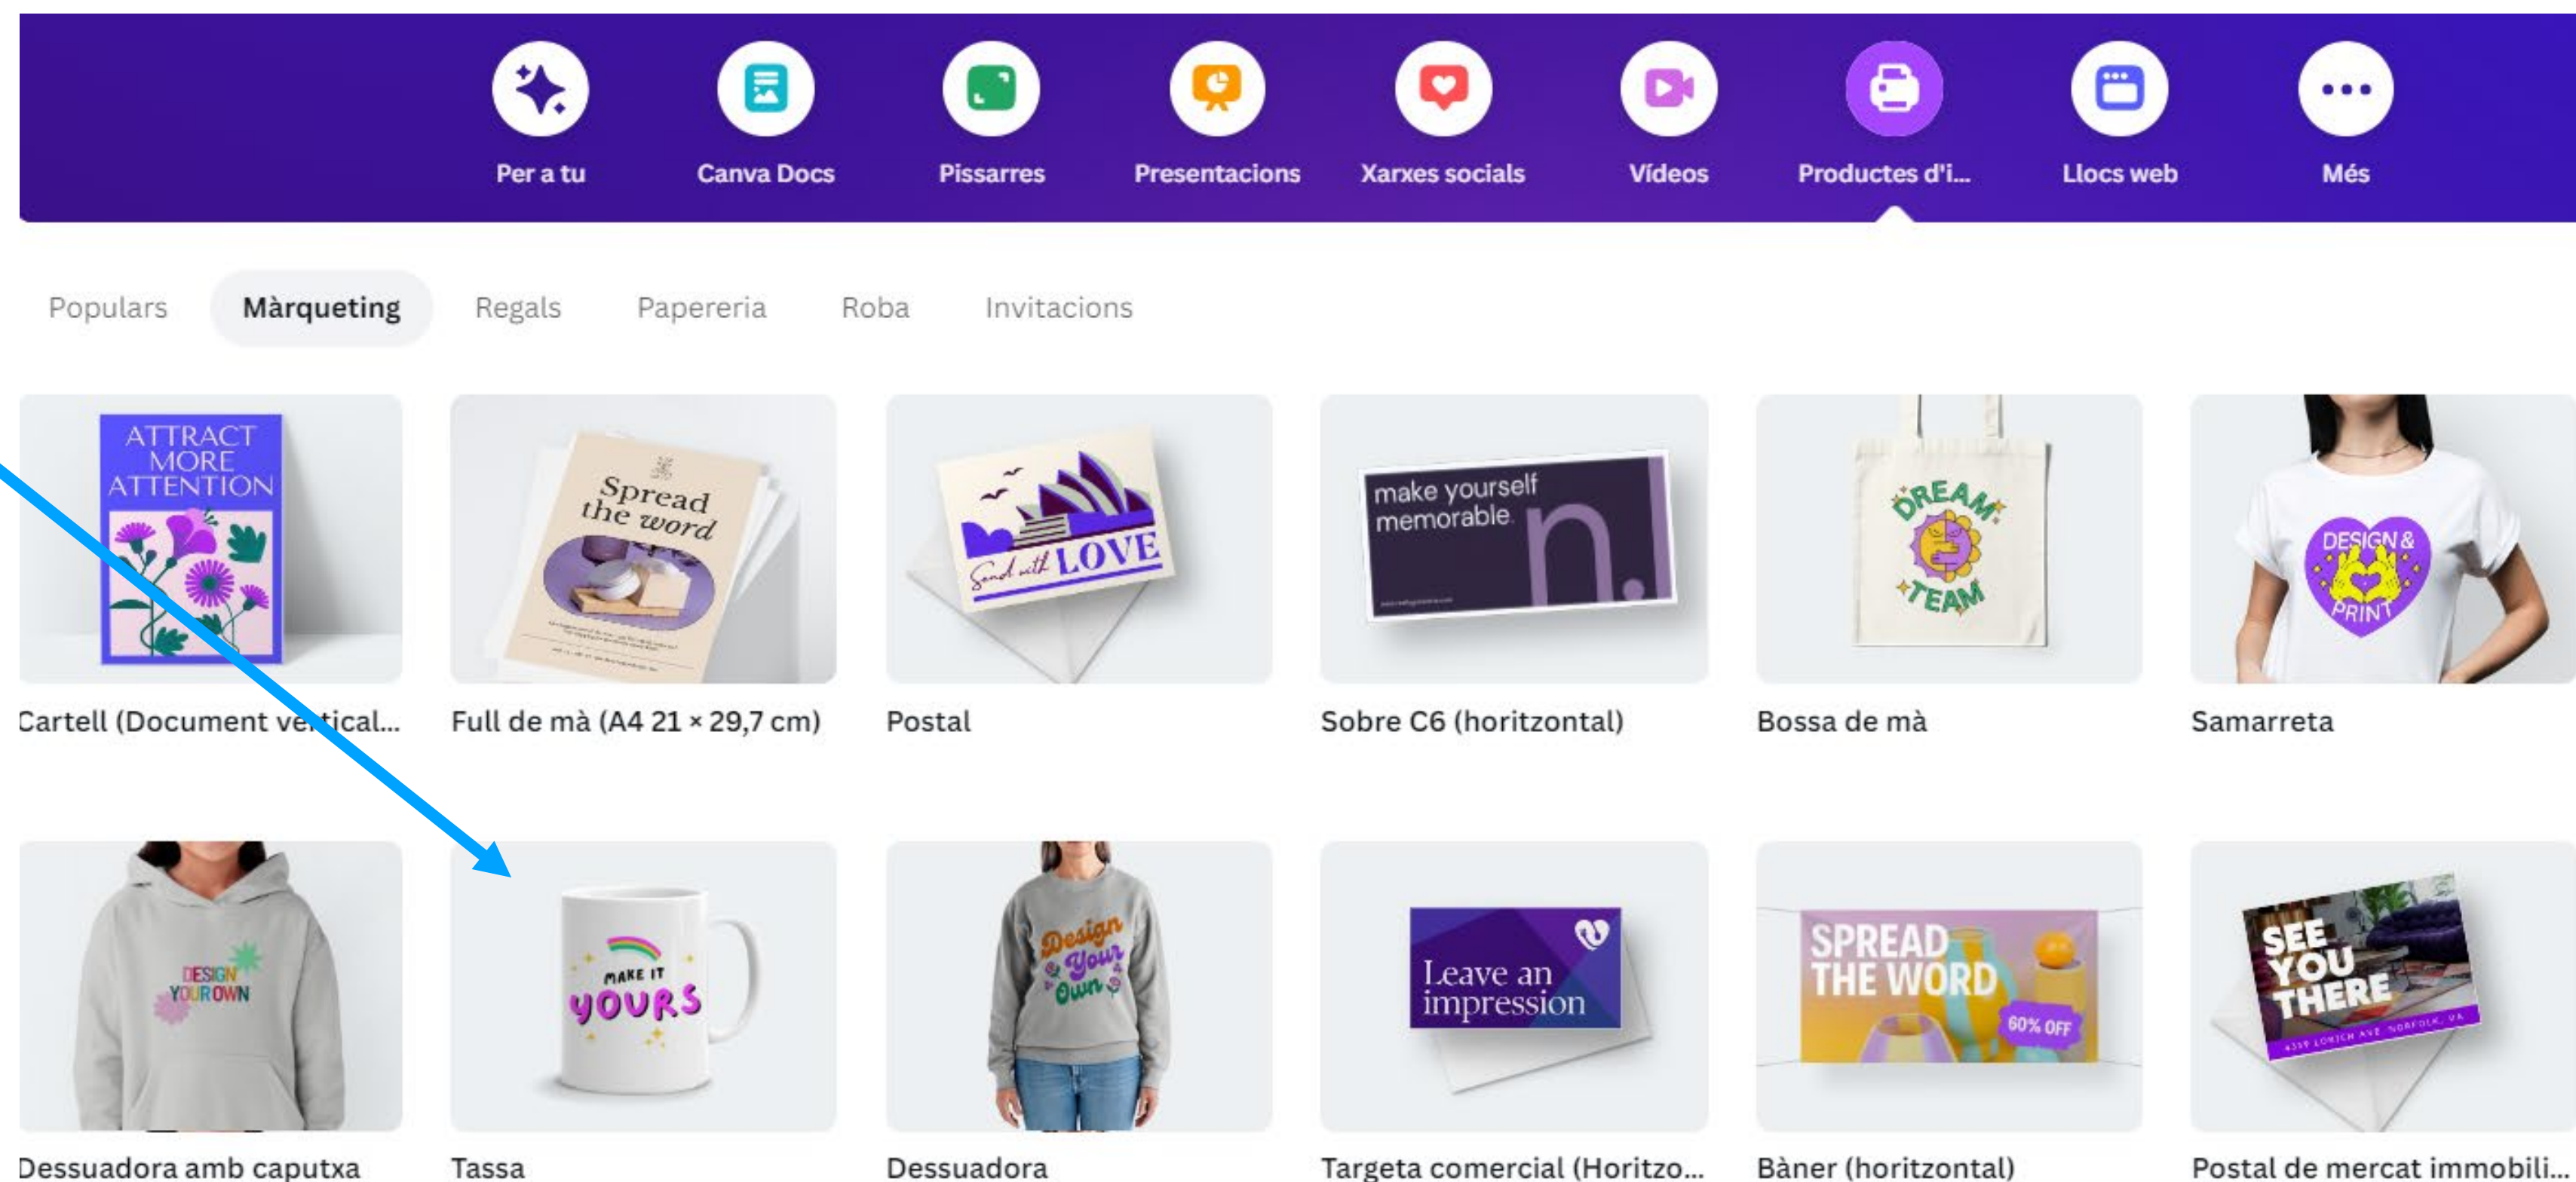 Per a tu
Canva Docs
Pissarres
Presentacions
Xarxes socials
Vídeos
Productes d'i...
Llocs web
Més
Populars
Màrqueting
Regals
Papereria
Roba
Invitacions
ATTRACT
MORE
ATTENTION
Spread
the word
Send with LOVE
make yourself
memorable.
n.
DREAM
TEAM
DESIGN &
PRINT
Cartell (Document vertical...
Full de mà (A4 21 × 29,7 cm)
Postal
Sobre C6 (horitzontal)
Bossa de mà
Samarreta
DESIGN
YOUR OWN
MAKE IT
YOURS
Design
Your
Own
Leave an
impression
SPREAD
THE WORD
60% OFF
SEE
YOU
THERE
Dessuadora amb caputxa
Tassa
Dessuadora
Targeta comercial (Horitzo...
Bàner (horitzontal)
Postal de mercat immobili...